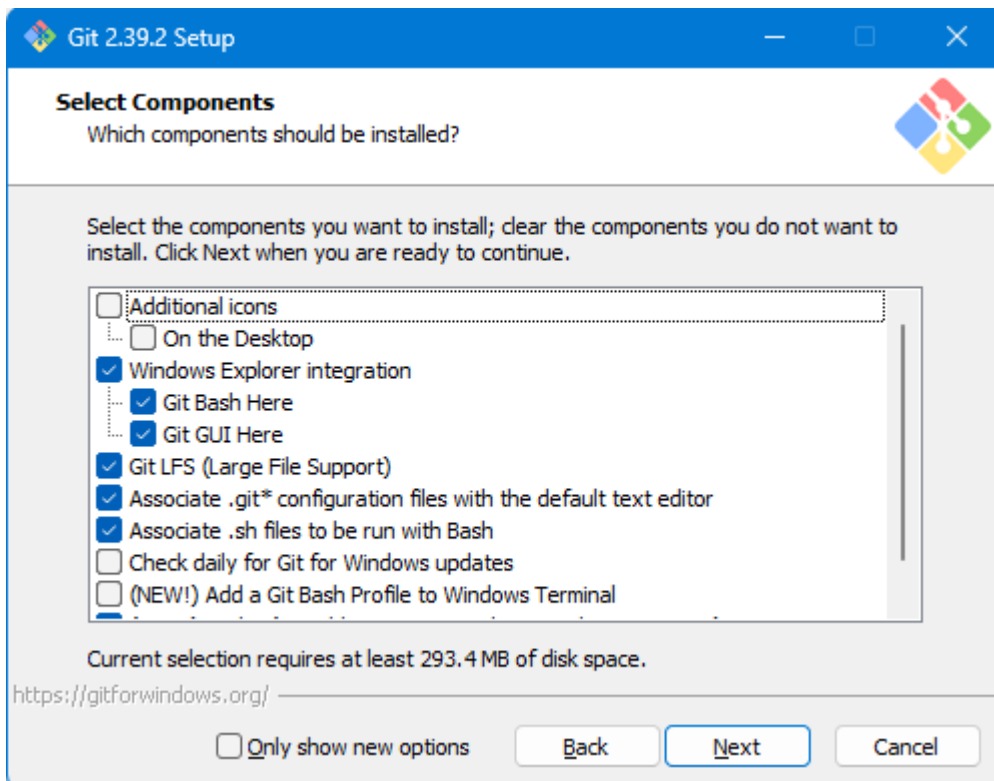 Git 2.39.2 Setup
Select Components
Which components should be installed?
Select the components you want to install; clear the components you do not want to
install. Click Next when you are ready to continue.
Additional icons
On the Desktop
Windows Explorer integration
Git Bash Here
Git GUI Here
Git LFS (Large File Support)
Associate .git* configuration files with the default text editor
Associate .sh files to be run with Bash
Check daily for Git for Windows updates
(NEW!) Add a Git Bash Profile to Windows Terminal
Current selection requires at least 293.4 MB of disk space.
https://gitforwindows.org/
Only show new options
Back
Next
Cancel